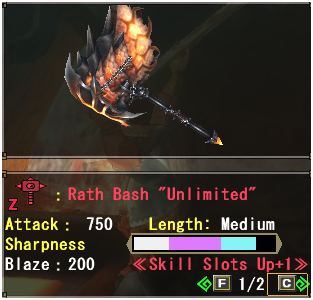 Z : Rath Bash "Unlimited"
Attack : 750 Length: Medium
Sharpness
Blaze : 200 ≪Skill Slots Up+1≫
F 1/2 C